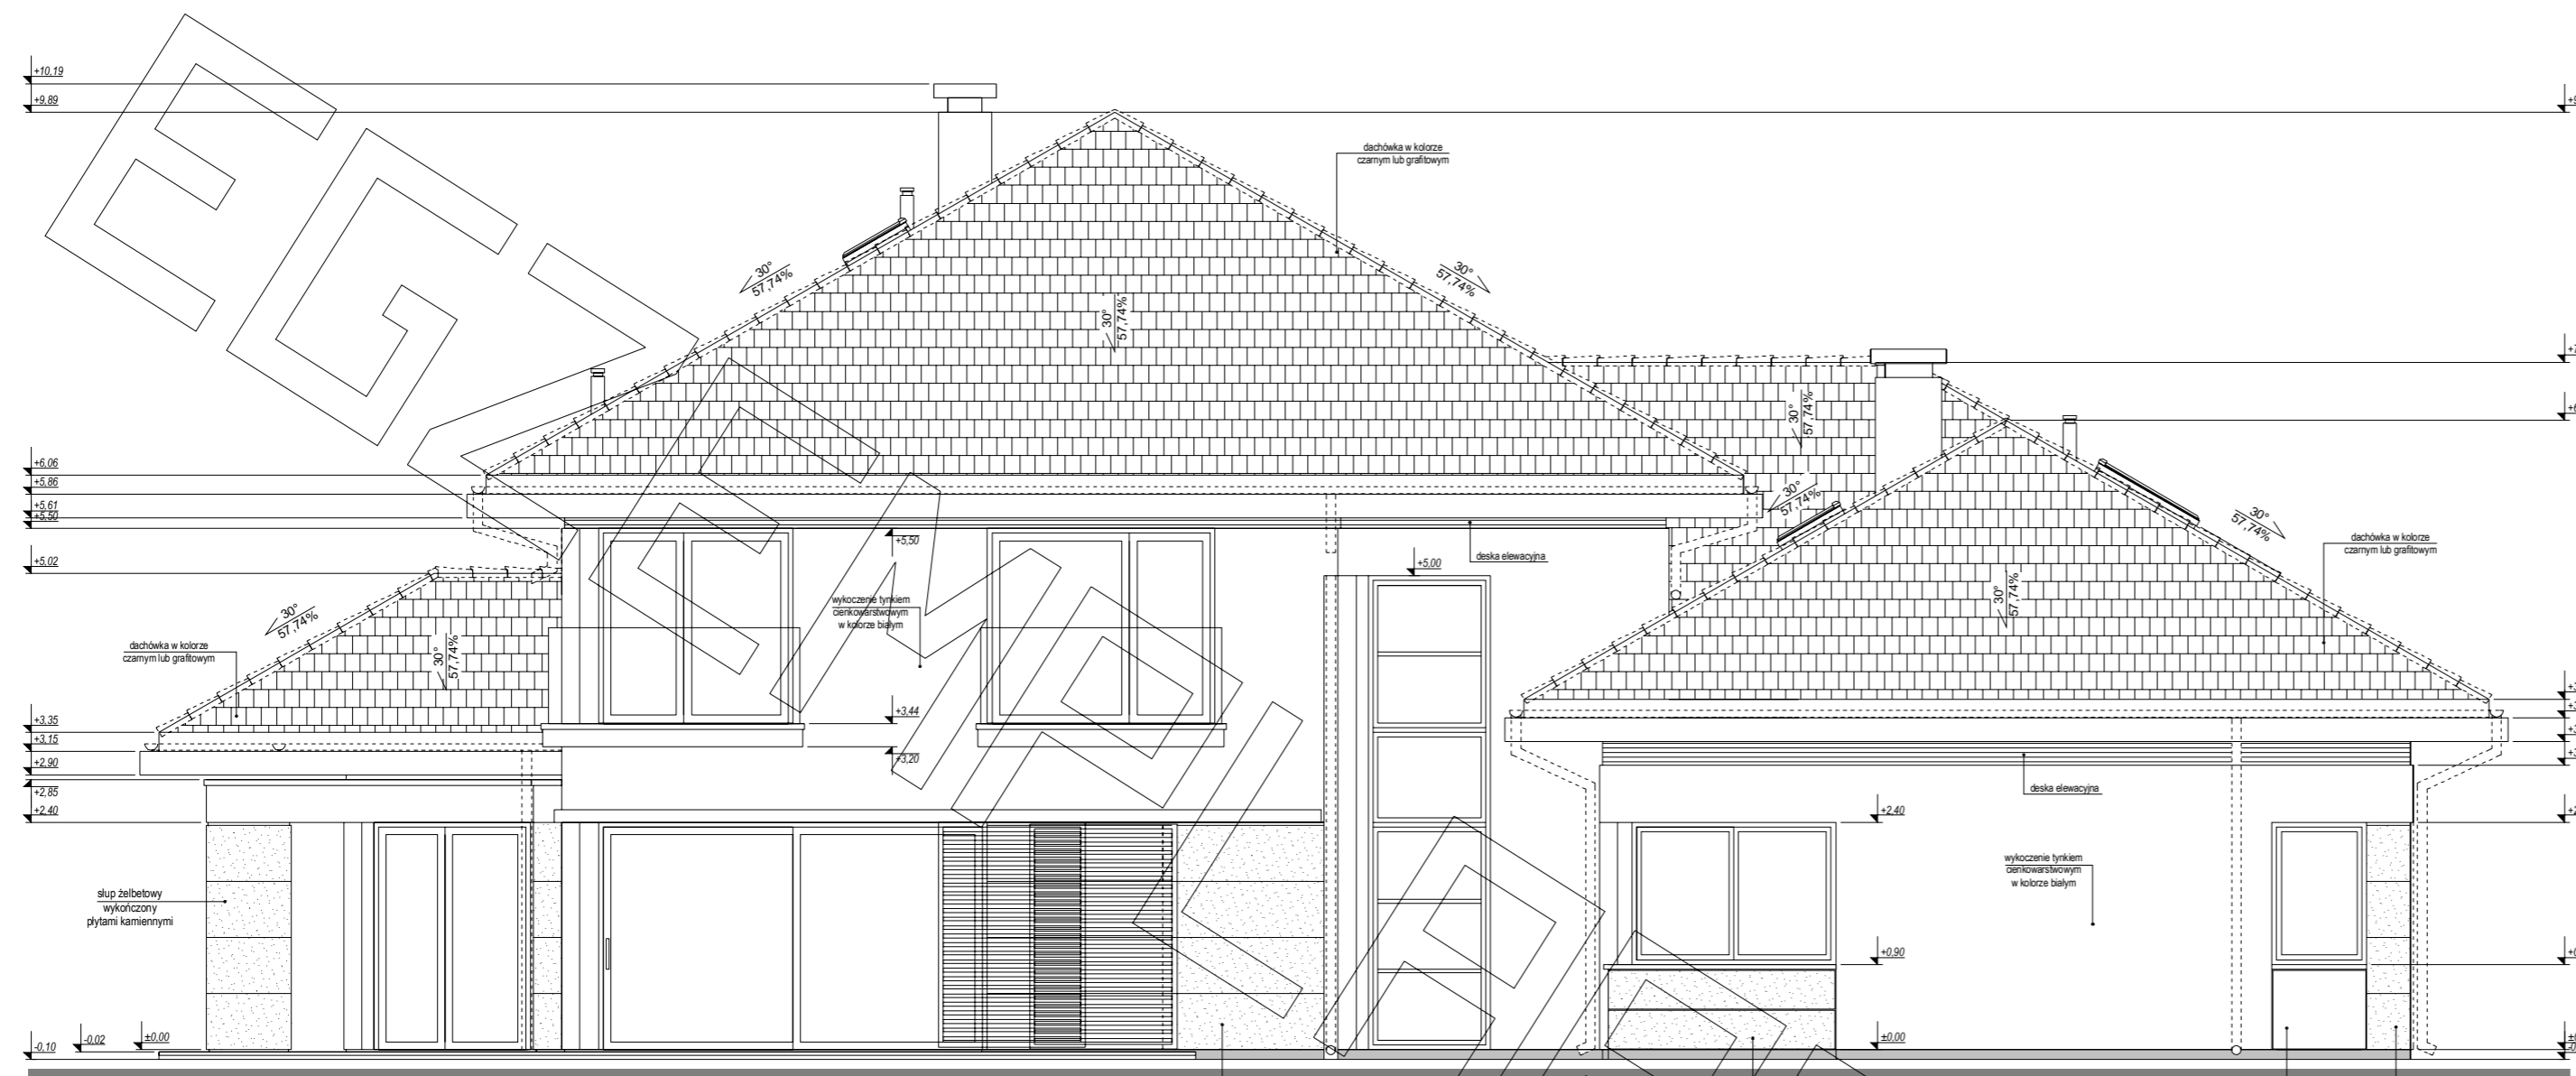 +10,19
+9,89
dachówka w kolorze
czarnym lub grafitowym
30°
57,74%
30°
57,74%
30°
57,74%
30°
57,74%
+6,06
+5,86
+5,61
+5,50
+5,02
+5,50
deska elewacyjna
+5,00
30°
57,74%
30°
57,74%
dachówka w kolorze
czarnym lub grafitowym
30°
57,74%
wykoczenie tynkiem
cienkowarstwowym
w kolorze białym
30°
57,74%
30°
57,74%
dachówka w kolorze
czarnym lub grafitowym
+3,35
+3,15
+2,90
+2,85
+2,40
+3,44
+3,20
deska elewacyjna
+2,40
wykoczenie tynkiem
cienkowarstwowym
w kolorze białym
słup żelbetowy
wykończony
płytami kamiennymi
+0,90
±0,00
-0,10
-0,02
±0,00